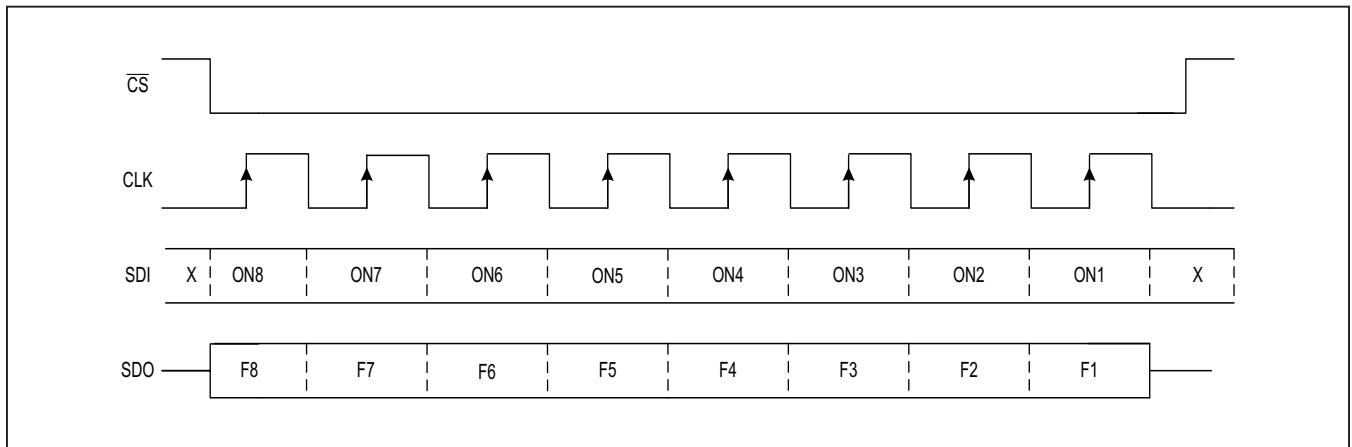 C̅S̅
CLK
SDI X ON8 ON7 ON6 ON5 ON4 ON3 ON2 ON1 X
SDO F8 F7 F6 F5 F4 F3 F2 F1